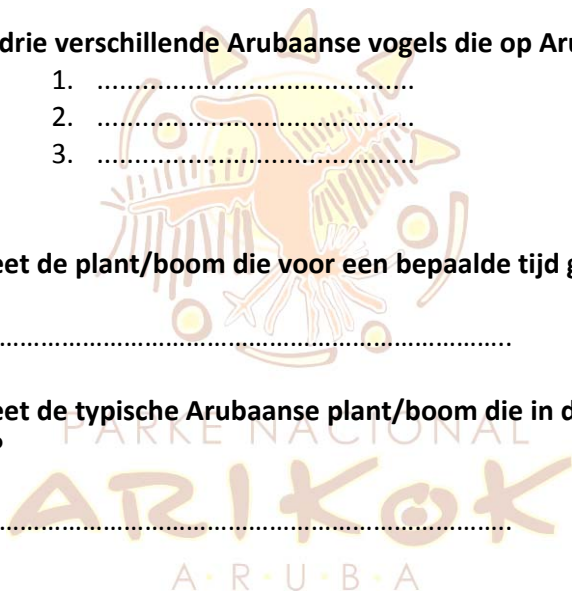 drie verschillende Arubaanse vogels die op Aru
1. ..........................................
2. ..........................................
3. ..........................................
eet de plant/boom die voor een bepaalde tijd g
...........................................................................
PARKE NACIONAL
eet de typische Arubaanse plant/boom die in d
?
ARIKOK
...........................................................................
A·R·U·B·A